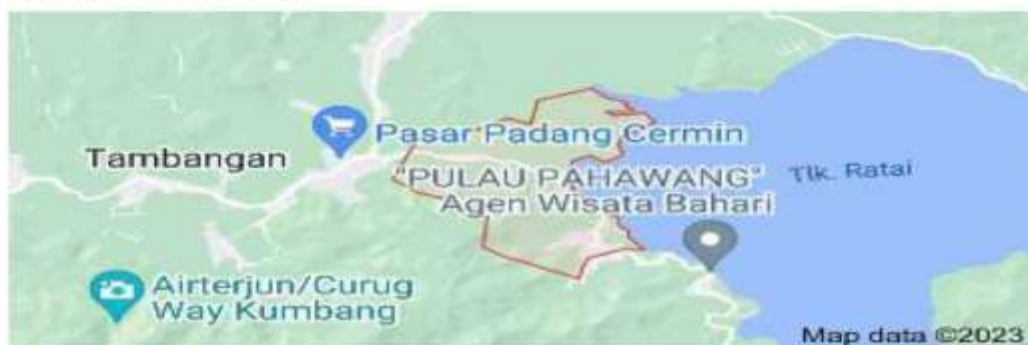 Pasar Padang Cermin
Tambangan
"PULAU PAHAWANG"
Agen Wisata Bahari
Tlk. Ratai
Airterjun/Curug
Way Kumbang
Map data ©2023